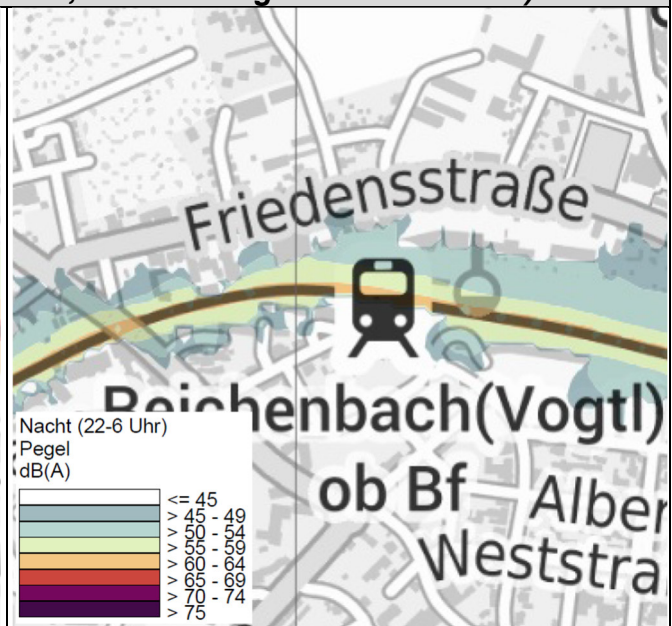 Friedensstraße
Reichenbach(Vogtl)
ob Bf
Alber
Weststra
Nacht (22-6 Uhr)
Pegel
dB(A)
<= 45
> 45 - 49
> 50 - 54
> 55 - 59
> 60 - 64
> 65 - 69
> 70 - 74
> 75